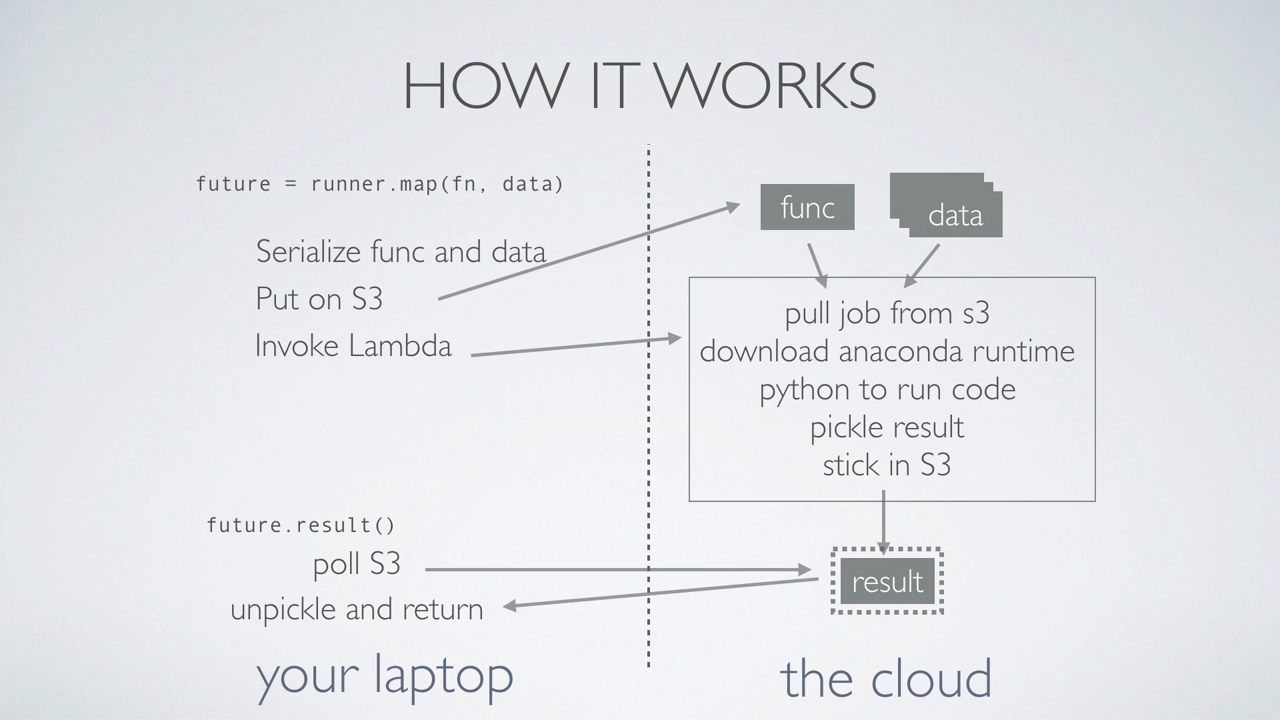 HOW IT WORKS
future = runner.map(fn, data)
Serialize func and data
Put on S3
Invoke Lambda
func
data
pull job from s3
download anaconda runtime
python to run code
pickle result
stick in S3
future.result()
poll S3
unpickle and return
result
your laptop
the cloud